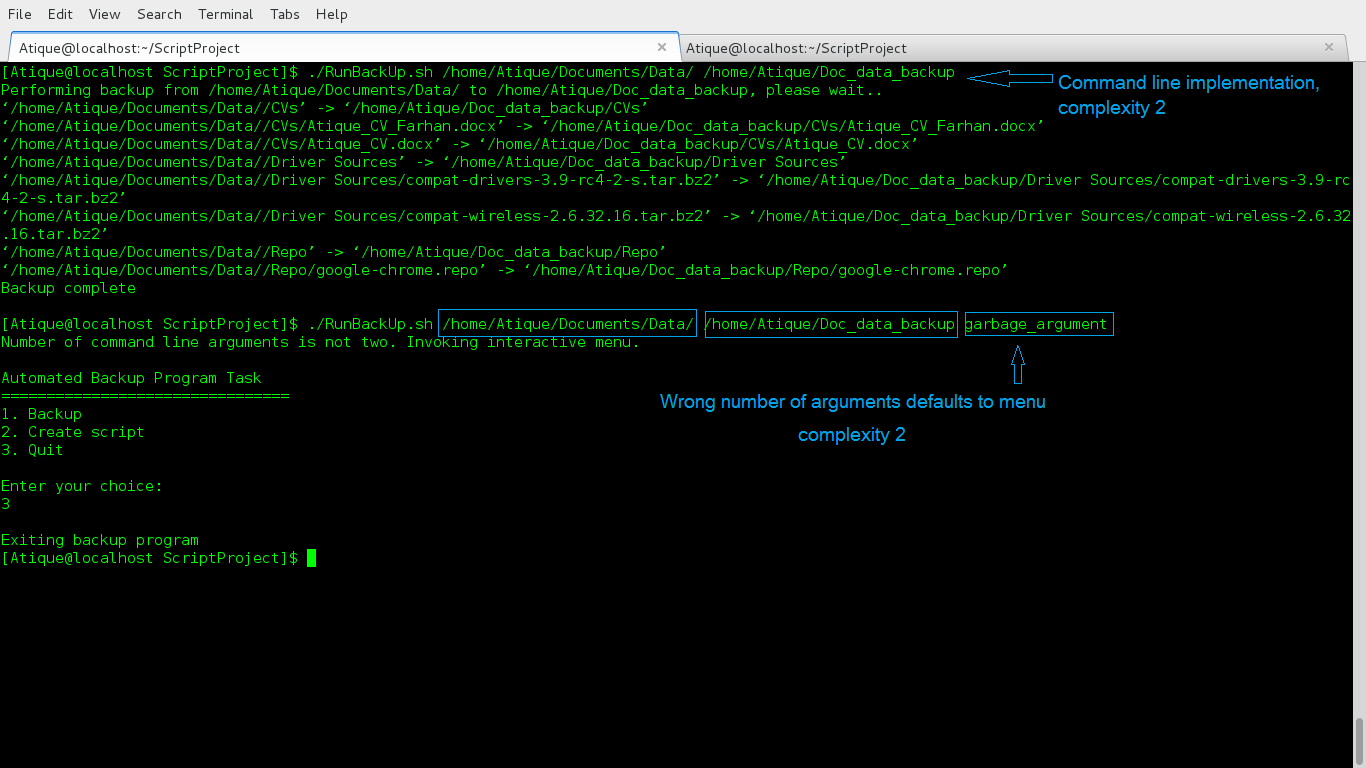 File Edit View Search Terminal Tabs Help
Atique@localhost:~/ScriptProject × Atique@localhost:~/ScriptProject ×
[Atique@localhost ScriptProject]$ ./RunBackUp.sh /home/Atique/Documents/Data/ /home/Atique/Doc_data_backup
Command line implementation,
complexity 2
Performing backup from /home/Atique/Documents/Data/ to /home/Atique/Doc_data_backup, please wait..
‘/home/Atique/Documents/Data//CVs’ -> ‘/home/Atique/Doc_data_backup/CVs’
‘/home/Atique/Documents/Data//CVs/Atique_CV_Farhan.docx’ -> ‘/home/Atique/Doc_data_backup/CVs/Atique_CV_Farhan.docx’
‘/home/Atique/Documents/Data//CVs/Atique_CV.docx’ -> ‘/home/Atique/Doc_data_backup/CVs/Atique_CV.docx’
‘/home/Atique/Documents/Data//Driver Sources’ -> ‘/home/Atique/Doc_data_backup/Driver Sources’
‘/home/Atique/Documents/Data//Driver Sources/compat-drivers-3.9-rc4-2-s.tar.bz2’ -> ‘/home/Atique/Doc_data_backup/Driver Sources/compat-drivers-3.9-rc
4-2-s.tar.bz2’
‘/home/Atique/Documents/Data//Driver Sources/compat-wireless-2.6.32.16.tar.bz2’ -> ‘/home/Atique/Doc_data_backup/Driver Sources/compat-wireless-2.6.32
.16.tar.bz2’
‘/home/Atique/Documents/Data//Repo’ -> ‘/home/Atique/Doc_data_backup/Repo’
‘/home/Atique/Documents/Data//Repo/google-chrome.repo’ -> ‘/home/Atique/Doc_data_backup/Repo/google-chrome.repo’
Backup complete
[Atique@localhost ScriptProject]$ ./RunBackUp.sh /home/Atique/Documents/Data/ /home/Atique/Doc_data_backup garbage_argument
Number of command line arguments is not two. Invoking interactive menu.
Wrong number of arguments defaults to menu
complexity 2
Automated Backup Program Task
================================
1. Backup
2. Create script
3. Quit
Enter your choice:
3
Exiting backup program
[Atique@localhost ScriptProject]$